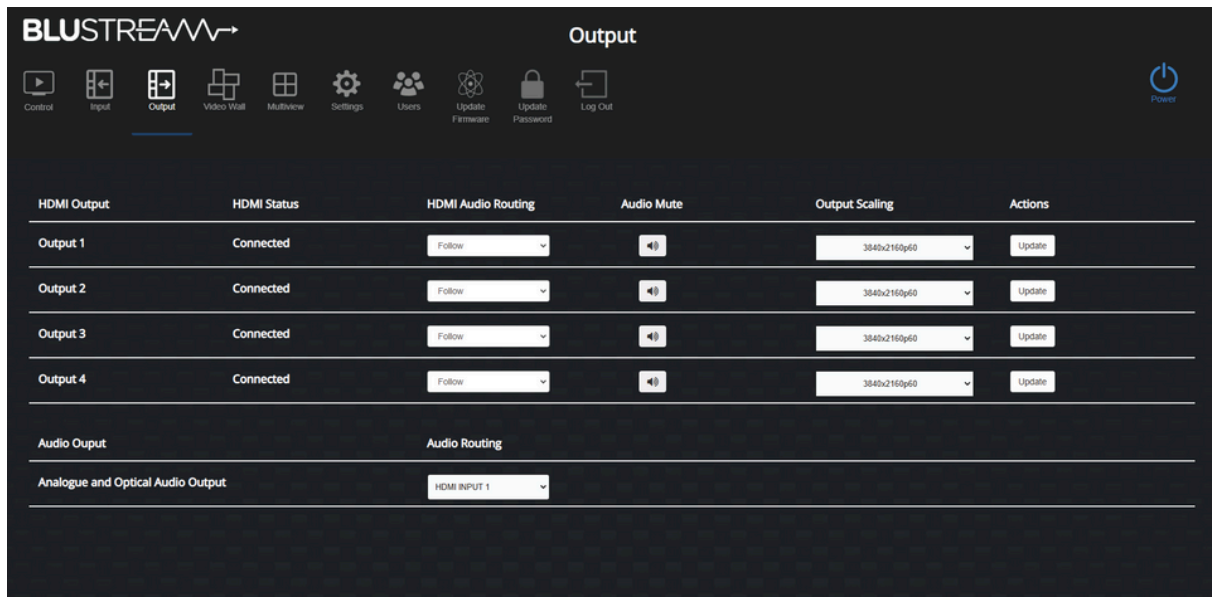 BLUSTREAM
Output
Control
Input
Output
Video Wall
Multiview
Settings
Users
Update
Firmware
Update
Password
Log Out
Power
HDMI Output HDMI Status HDMI Audio Routing Audio Mute Output Scaling Actions
Output 1 Connected Follow 3840x2160p60 Update
Output 2 Connected Follow 3840x2160p60 Update
Output 3 Connected Follow 3840x2160p60 Update
Output 4 Connected Follow 3840x2160p60 Update
Audio Ouput Audio Routing
Analogue and Optical Audio Output HDMI INPUT 1